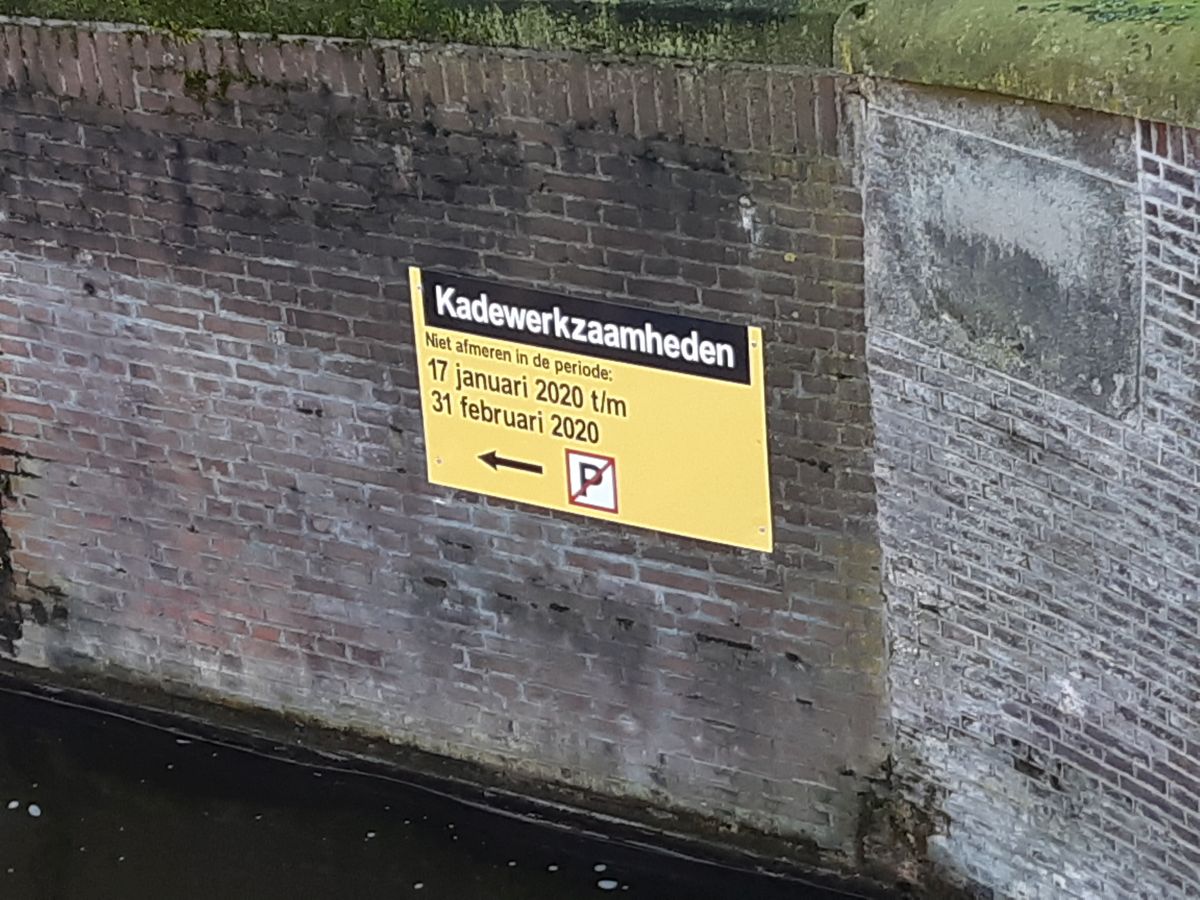 Kadewerkzaamheden
Niet afmeren in de periode:
17 januari 2020 t/m
31 februari 2020
P